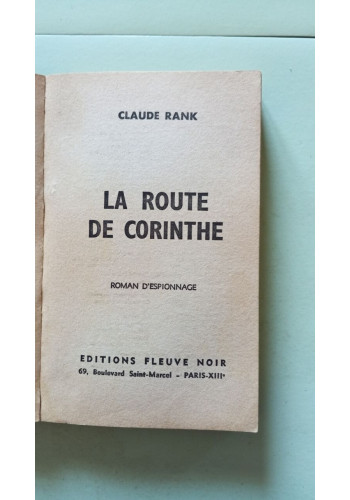 CLAUDE RANK
LA ROUTE
DE CORINTHE
ROMAN D'ESPIONNAGE
EDITIONS FLEUVE NOIR
69, Boulevard Saint-Marcel - PARIS-XIIIᵉ